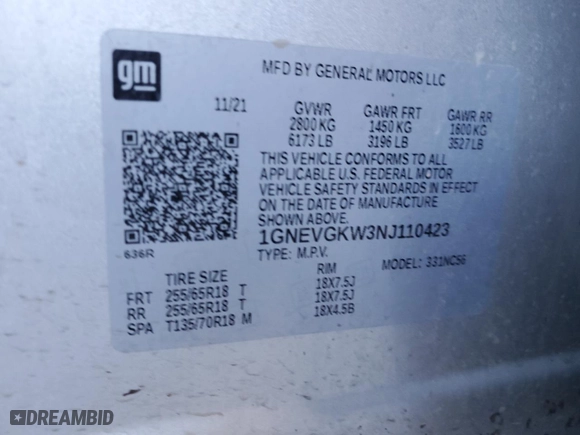 gm
MFD BY GENERAL MOTORS LLC
11/21 GVWR GAWR FRT GAWR RR
2800 KG 1450 KG 1600 KG
6173 LB 3196 LB 3527 LB
THIS VEHICLE CONFORMS TO ALL
APPLICABLE U.S. FEDERAL MOTOR
VEHICLE SAFETY STANDARDS IN EFFECT
ON THE DATE OF MANUFACTURE
SHOWN ABOVE.
1GNEVGKW3NJ110423
636R
TYPE: M.P.V. MODEL: 331NC56
TIRE SIZE RIM
FRT 255/65R18 T 18X7.5J
RR 255/65R18 T 18X7.5J
SPA T135/70R18 M 18X4.5B
DREAMBID